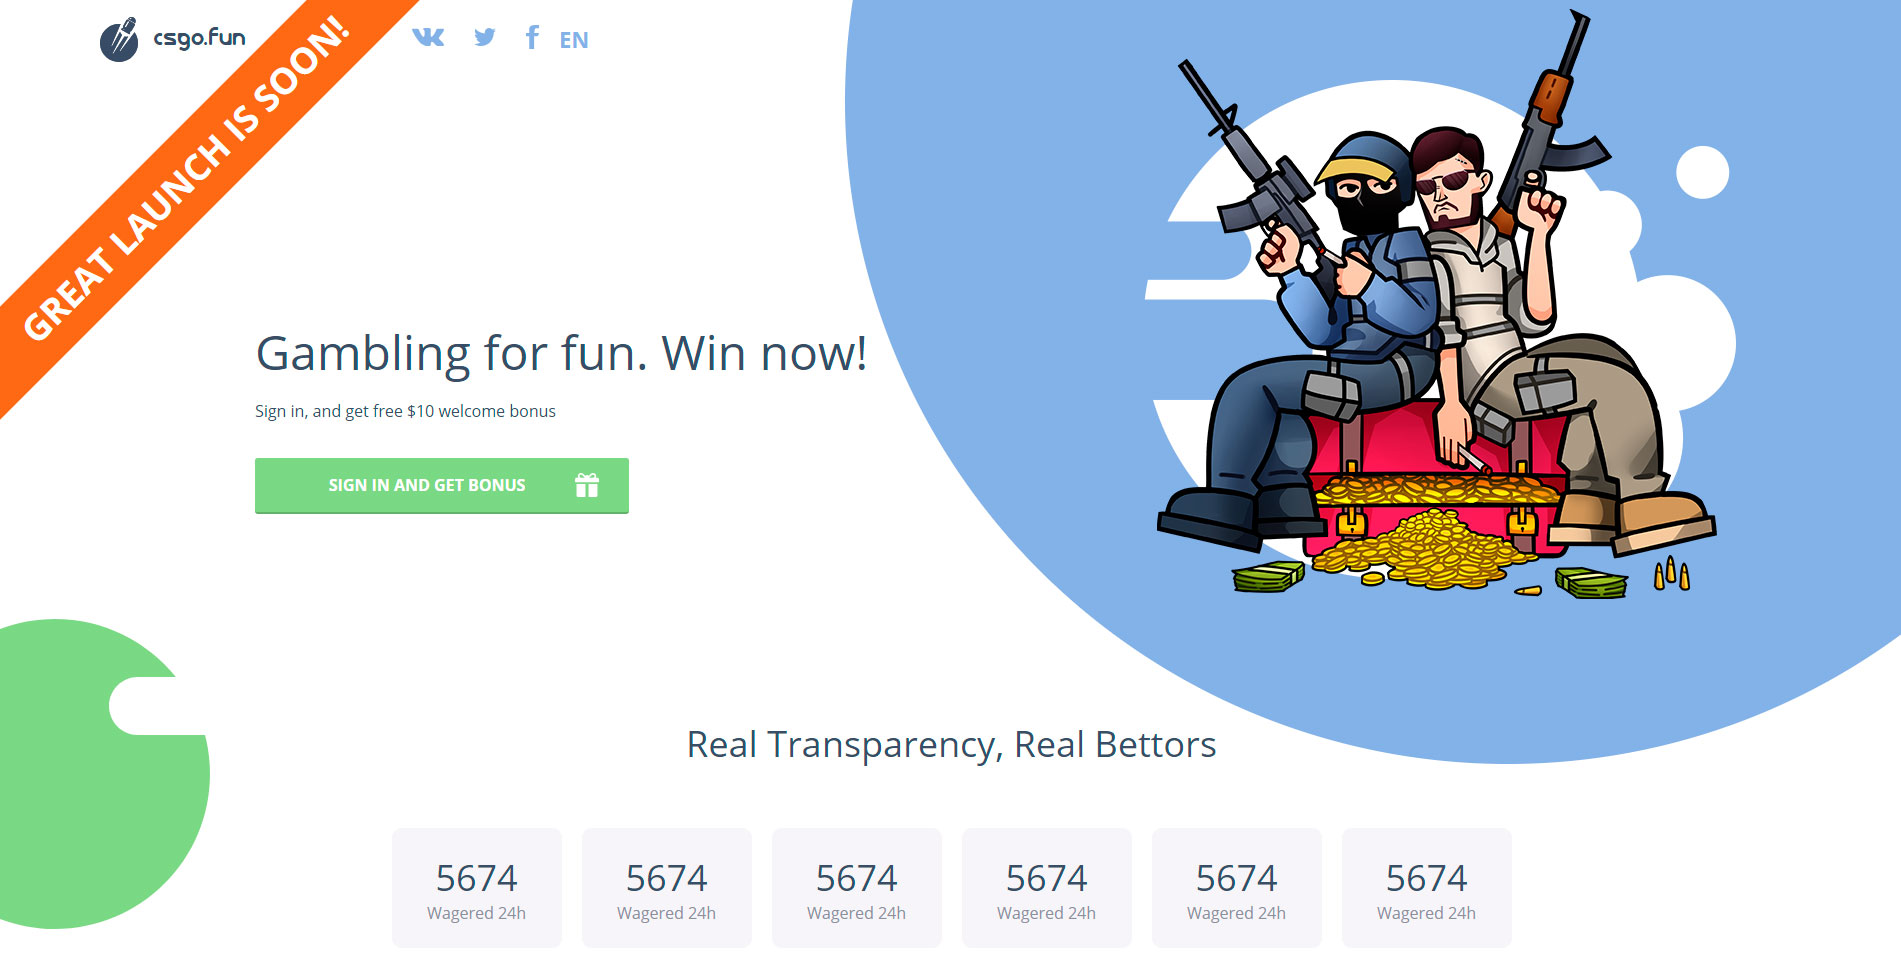 csgo.fun
EN
GREAT LAUNCH IS SOON!
Gambling for fun. Win now!
Sign in, and get free $10 welcome bonus
SIGN IN AND GET BONUS
Real Transparency, Real Bettors
5674
Wagered 24h
5674
Wagered 24h
5674
Wagered 24h
5674
Wagered 24h
5674
Wagered 24h
5674
Wagered 24h